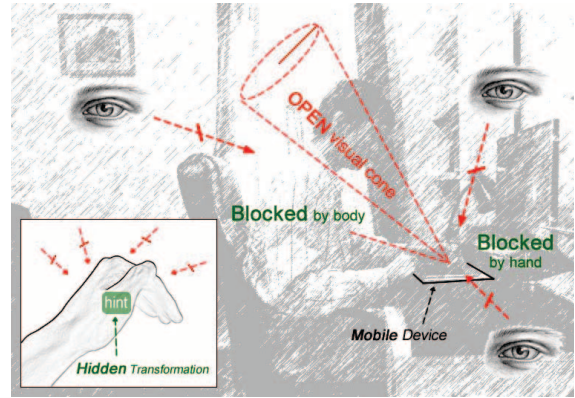 OPEN visual cone
Blocked by body
Blocked
by hand
hint
Mobile Device
Hidden Transformation